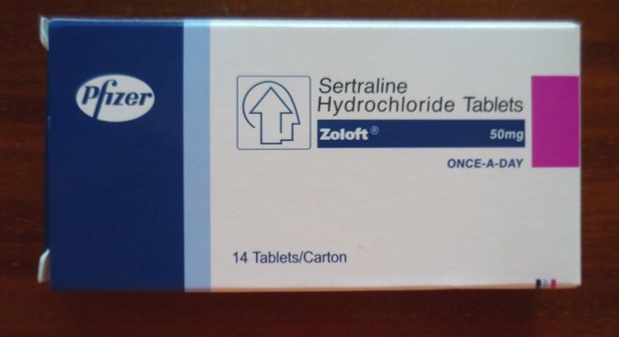 Pfizer
Sertraline
Hydrochloride Tablets
Zoloft® 50mg
ONCE-A-DAY
14 Tablets/Carton